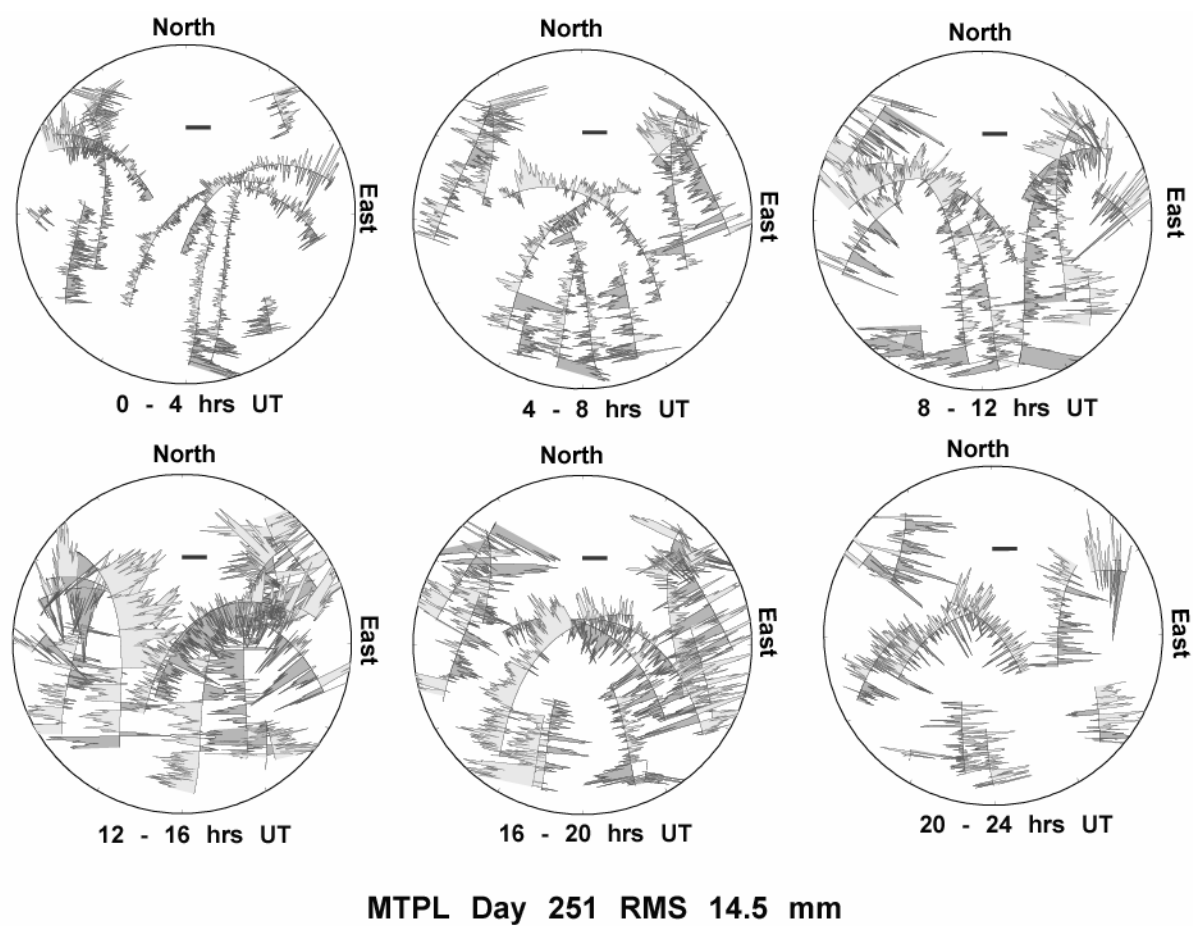 North
East
0 - 4 hrs UT
North
East
4 - 8 hrs UT
North
East
8 - 12 hrs UT
North
East
12 - 16 hrs UT
North
East
16 - 20 hrs UT
North
East
20 - 24 hrs UT
MTPL Day 251 RMS 14.5 mm